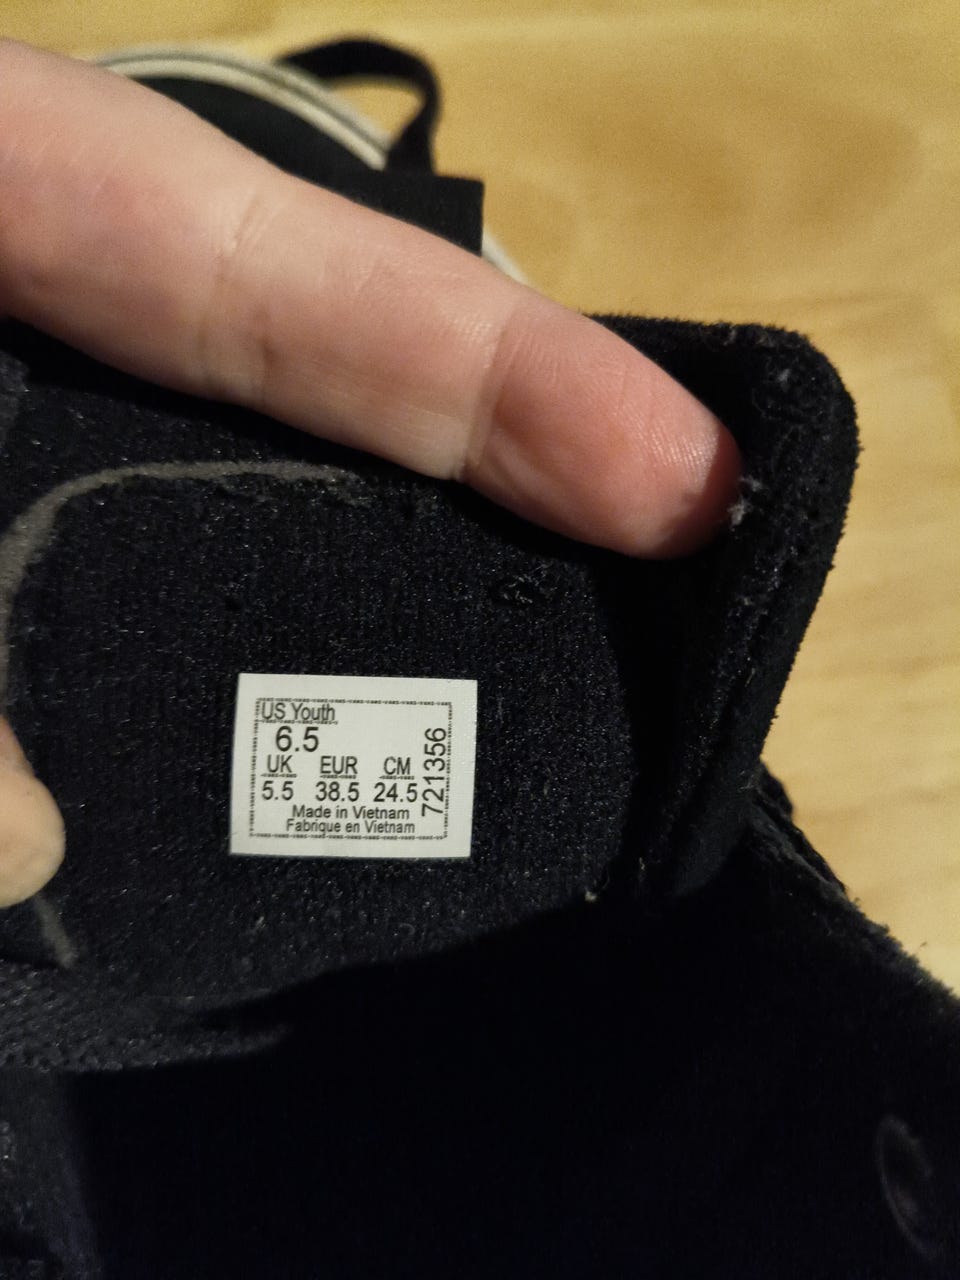 US Youth
6.5
UK EUR CM
5.5 38.5 24.5
Made in Vietnam
Fabrique en Vietnam
721356